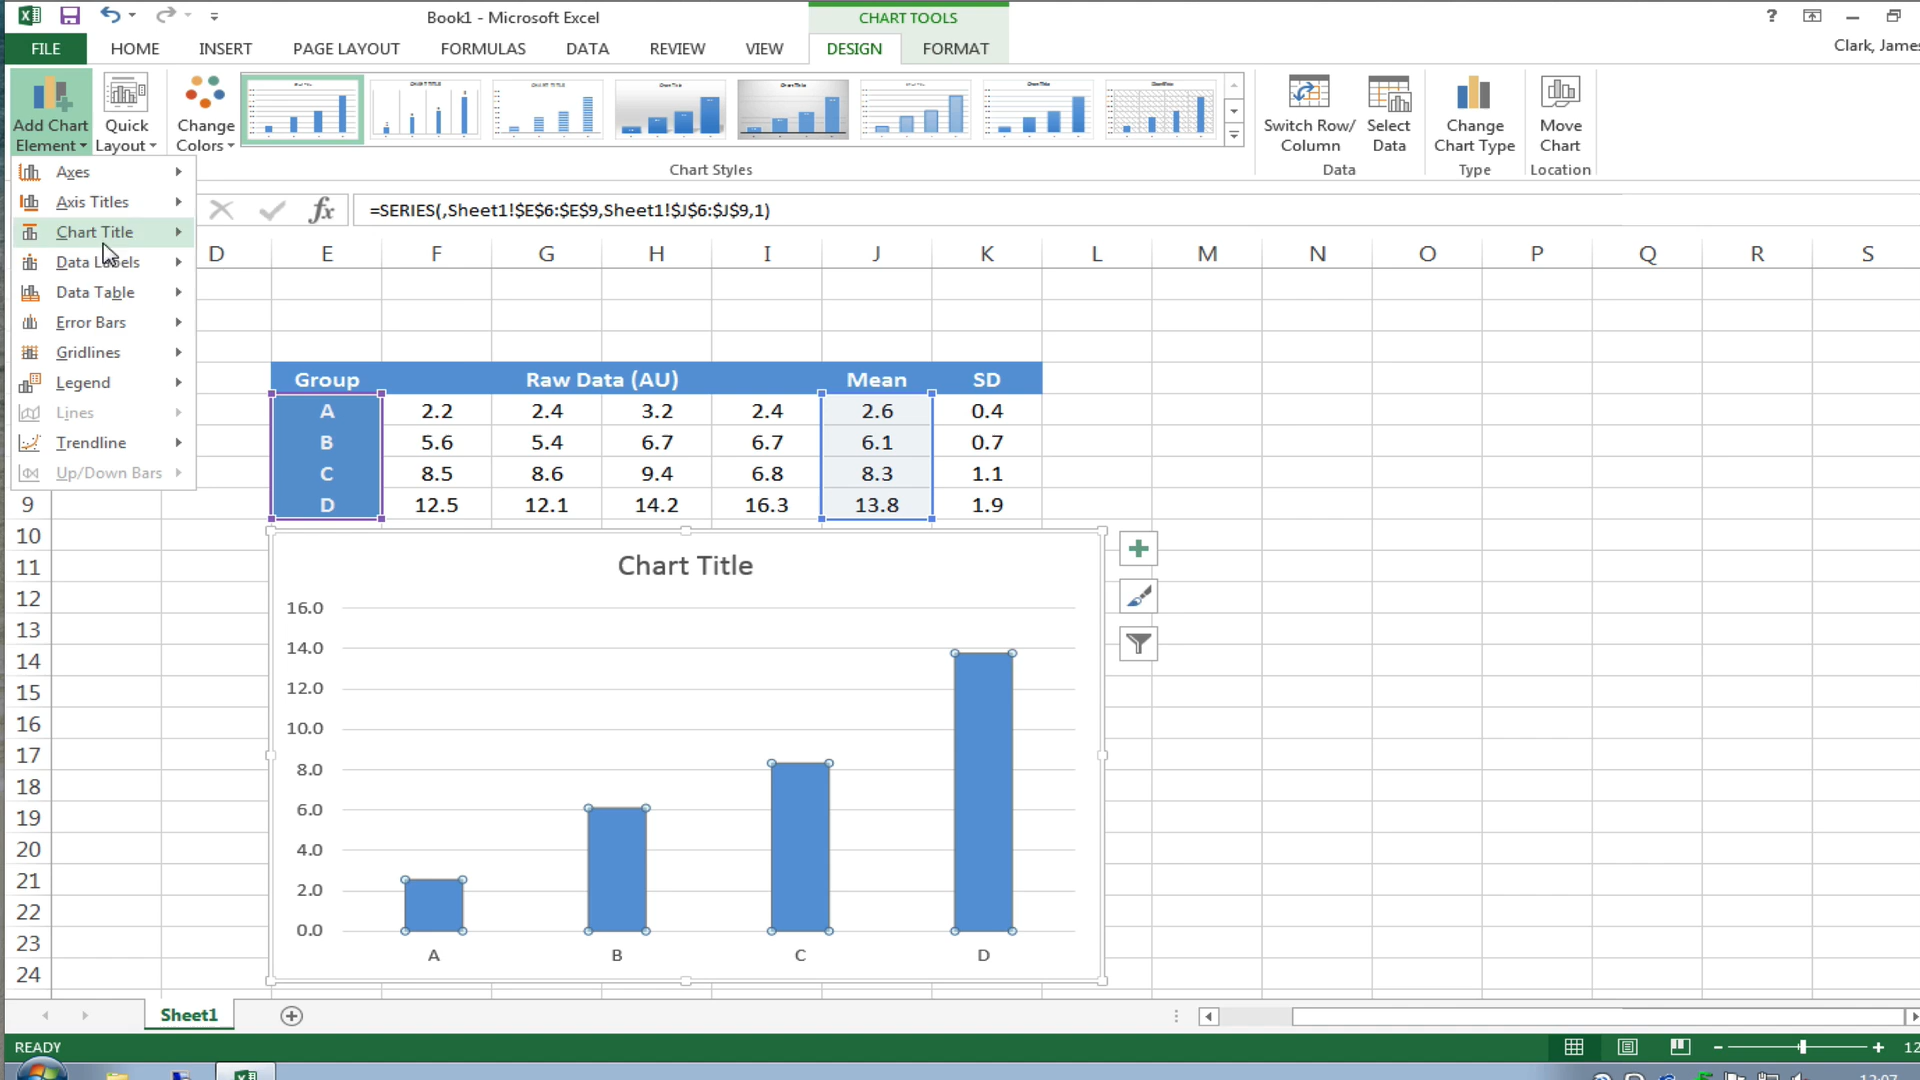 Book1 - Microsoft Excel
CHART TOOLS
?
FILE HOME INSERT PAGE LAYOUT FORMULAS DATA REVIEW VIEW DESIGN FORMAT
Clark, James
Add Chart Element
Quick Layout
Change Colors
Chart Styles
Switch Row/ Column
Select Data
Data
Change Chart Type
Type
Move Chart
Location
Axes
Axis Titles
Chart Title
Data Labels
Data Table
Error Bars
Gridlines
Legend
Lines
Trendline
Up/Down Bars
fx =SERIES(,Sheet1!$E$6:$E$9,Sheet1!$J$6:$J$9,1)
D E F G H I J K L M N O P Q R S
Group Raw Data (AU) Mean SD
A 2.2 2.4 3.2 2.4 2.6 0.4
B 5.6 5.4 6.7 6.7 6.1 0.7
C 8.5 8.6 9.4 6.8 8.3 1.1
9 D 12.5 12.1 14.2 16.3 13.8 1.9
10
11
12
13
14
15
16
17
18
19
20
21
22
23
24
Chart Title
16.0
14.0
12.0
10.0
8.0
6.0
4.0
2.0
0.0
A B C D
Sheet1
READY
12